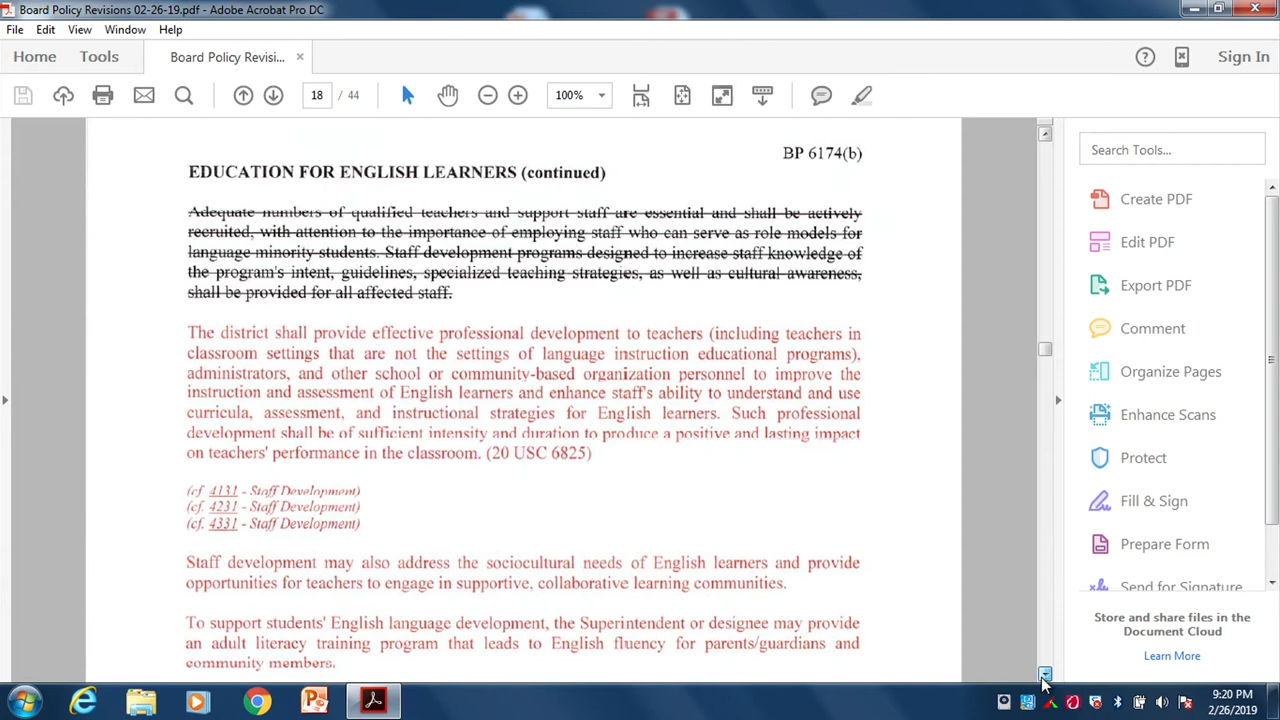 Board Policy Revisions 02-26-19.pdf - Adobe Acrobat Pro DC
File Edit View Window Help
Home Tools Board Policy Revisi... × Sign In
18 / 44 100%
BP 6174(b)
EDUCATION FOR ENGLISH LEARNERS (continued)
Adequate numbers of qualified teachers and support staff are essential and shall be actively
recruited, with attention to the importance of employing staff who can serve as role models for
language minority students. Staff development programs designed to increase staff knowledge of
the program's intent, guidelines, specialized teaching strategies, as well as cultural awareness,
shall be provided for all affected staff.
The district shall provide effective professional development to teachers (including teachers in
classroom settings that are not the settings of language instruction educational programs),
administrators, and other school or community-based organization personnel to improve the
instruction and assessment of English learners and enhance staff's ability to understand and use
curricula, assessment, and instructional strategies for English learners. Such professional
development shall be of sufficient intensity and duration to produce a positive and lasting impact
on teachers' performance in the classroom. (20 USC 6825)
(cf. 4131 - Staff Development)
(cf. 4231 - Staff Development)
(cf. 4331 - Staff Development)
Staff development may also address the sociocultural needs of English learners and provide
opportunities for teachers to engage in supportive, collaborative learning communities.
To support students' English language development, the Superintendent or designee may provide
an adult literacy training program that leads to English fluency for parents/guardians and
community members.
Search Tools...
Create PDF
Edit PDF
Export PDF
Comment
Organize Pages
Enhance Scans
Protect
Fill & Sign
Prepare Form
Send for Signature
Store and share files in the
Document Cloud
Learn More
9:20 PM
2/26/2019